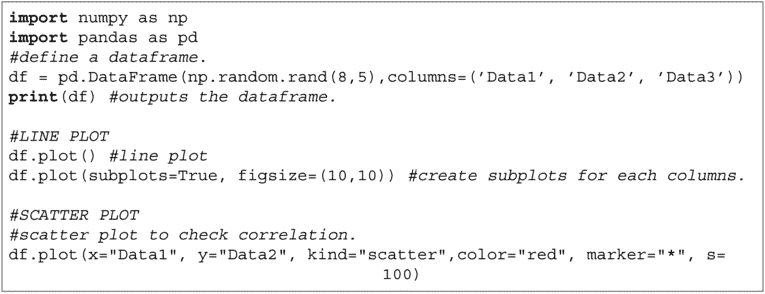 import numpy as np
import pandas as pd
#define a dataframe.
df = pd.DataFrame(np.random.rand(8,5),columns=(’Data1’, ’Data2’, ’Data3’))
print(df) #outputs the dataframe.
#LINE PLOT
df.plot() #line plot
df.plot(subplots=True, figsize=(10,10)) #create subplots for each columns.
#SCATTER PLOT
#scatter plot to check correlation.
df.plot(x="Data1", y="Data2", kind="scatter",color="red", marker="*", s=
100)